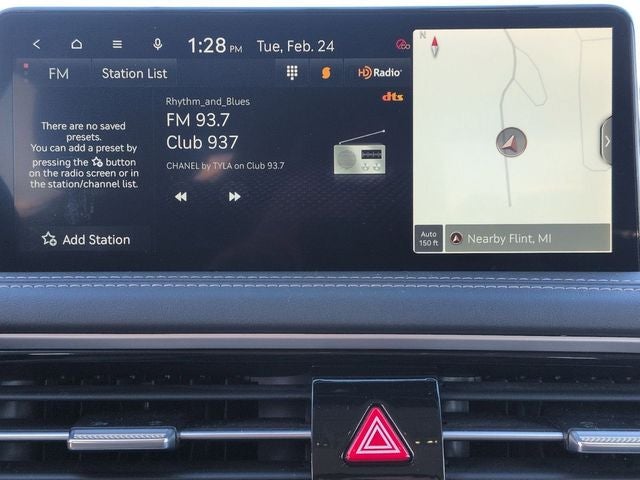 1:28 PM Tue, Feb. 24
FM Station List HD Radio
dts
There are no saved
presets.
You can add a preset by
pressing the button
on the radio screen or in
the station/channel list.
Add Station
Rhythm_and_Blues
FM 93.7
Club 937
CHANEL by TYLA on Club 93.7
N
Auto
150 ft
Nearby Flint, MI